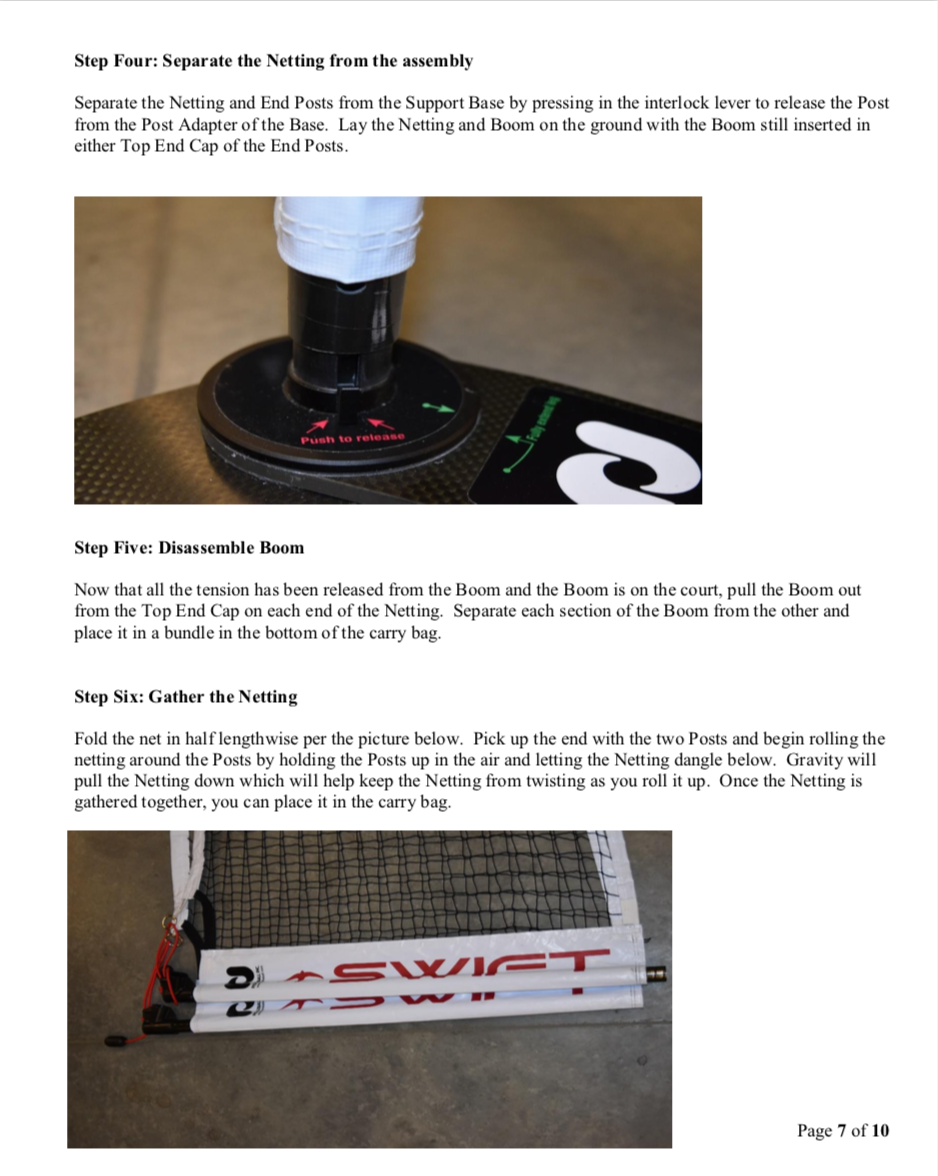 Step Four: Separate the Netting from the assembly
Separate the Netting and End Posts from the Support Base by pressing in the interlock lever to release the Post
from the Post Adapter of the Base.  Lay the Netting and Boom on the ground with the Boom still inserted in
either Top End Cap of the End Posts.
Push to release
Fully extend leg
Step Five: Disassemble Boom
Now that all the tension has been released from the Boom and the Boom is on the court, pull the Boom out
from the Top End Cap on each end of the Netting.  Separate each section of the Boom from the other and
place it in a bundle in the bottom of the carry bag.
Step Six: Gather the Netting
Fold the net in half lengthwise per the picture below.  Pick up the end with the two Posts and begin rolling the
netting around the Posts by holding the Posts up in the air and letting the Netting dangle below.  Gravity will
pull the Netting down which will help keep the Netting from twisting as you roll it up.  Once the Netting is
gathered together, you can place it in the carry bag.
SWIFT
SWIFT
Page 7 of 10